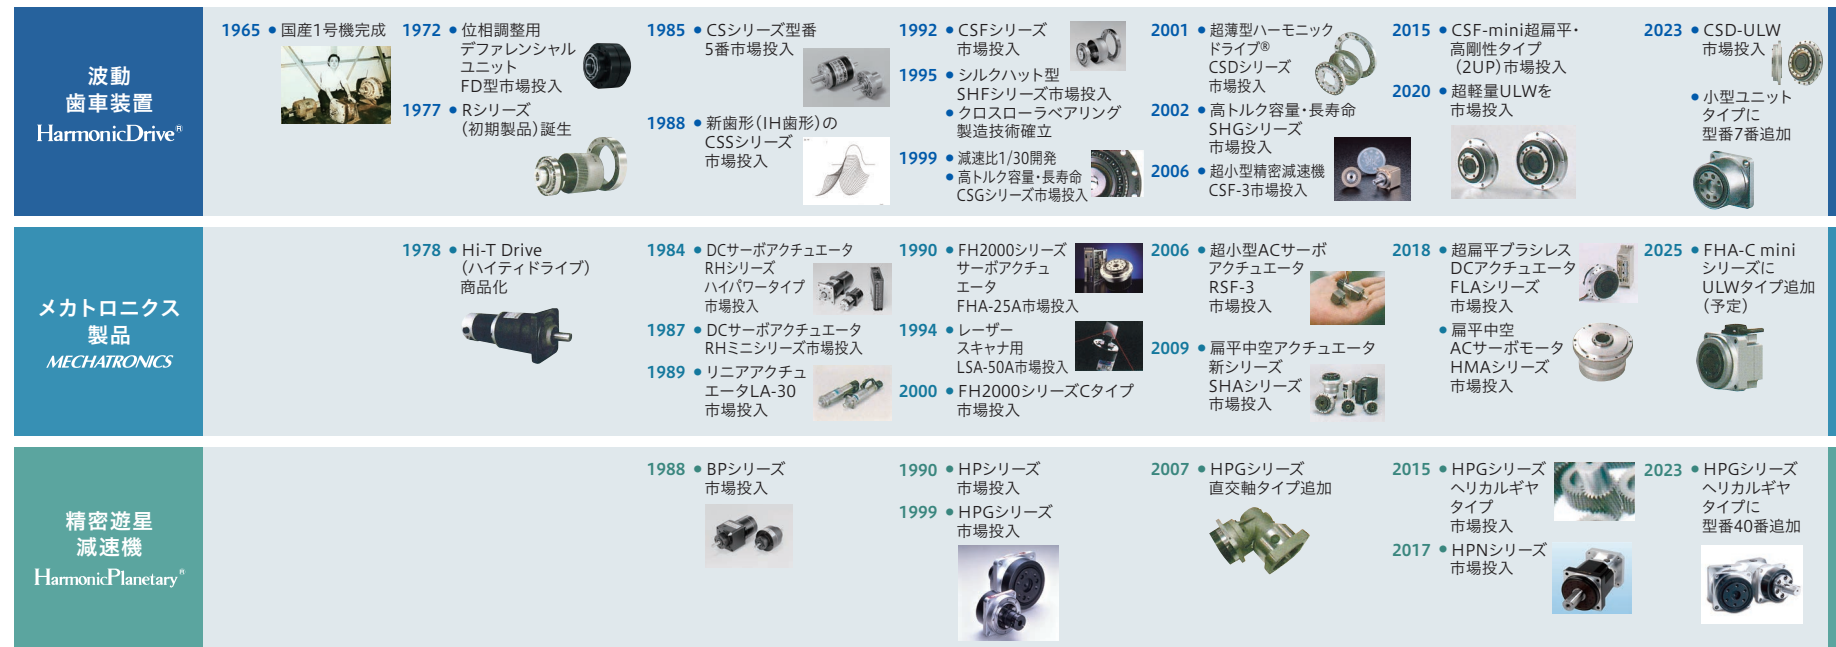 波動
歯車装置
HarmonicDrive®
1965 ● 国産1号機完成
1972 ● 位相調整用
デファレンシャル
ユニット
FD型市場投入
1977 ● Rシリーズ
（初期製品）誕生
1985 ● CSシリーズ型番
5番市場投入
1988 ● 新歯形（IH歯形）の
CSSシリーズ
市場投入
1992 ● CSFシリーズ
市場投入
1995 ● シルクハット型
SHFシリーズ市場投入
● クロスローラベアリング
製造技術確立
1999 ● 減速比1/30開発
● 高トルク容量・長寿命
CSGシリーズ市場投入
2001 ● 超薄型ハーモニック
ドライブ®
CSDシリーズ
市場投入
2002 ● 高トルク容量・長寿命
SHGシリーズ
市場投入
2006 ● 超小型精密減速機
CSF-3市場投入
2015 ● CSF-mini超扁平・
高剛性タイプ
（2UP）市場投入
2020 ● 超軽量ULWを
市場投入
2023 ● CSD-ULW
市場投入
● 小型ユニット
タイプに
型番7番追加
メカトロニクス
製品
MECHATRONICS
1978 ● Hi-T Drive
（ハイティドライブ）
商品化
1984 ● DCサーボアクチュエータ
RHシリーズ
ハイパワータイプ
市場投入
1987 ● DCサーボアクチュエータ
RHミニシリーズ市場投入
1989 ● リニアアクチュ
エータLA-30
市場投入
1990 ● FH2000シリーズ
サーボアクチュ
エータ
FHA-25A市場投入
1994 ● レーザー
スキャナ用
LSA-50A市場投入
2000 ● FH2000シリーズCタイプ
市場投入
2006 ● 超小型ACサーボ
アクチュエータ
RSF-3
市場投入
2009 ● 扁平中空アクチュエータ
新シリーズ
SHAシリーズ
市場投入
2018 ● 超扁平ブラシレス
DCアクチュエータ
FLAシリーズ
市場投入
● 扁平中空
ACサーボモータ
HMAシリーズ
市場投入
2025 ● FHA-C mini
シリーズに
ULWタイプ追加
（予定）
精密遊星
減速機
HarmonicPlanetary®
1988 ● BPシリーズ
市場投入
1990 ● HPシリーズ
市場投入
1999 ● HPGシリーズ
市場投入
2007 ● HPGシリーズ
直交軸タイプ追加
2015 ● HPGシリーズ
ヘリカルギヤ
タイプ
市場投入
2017 ● HPNシリーズ
市場投入
2023 ● HPGシリーズ
ヘリカルギヤ
タイプに
型番40番追加